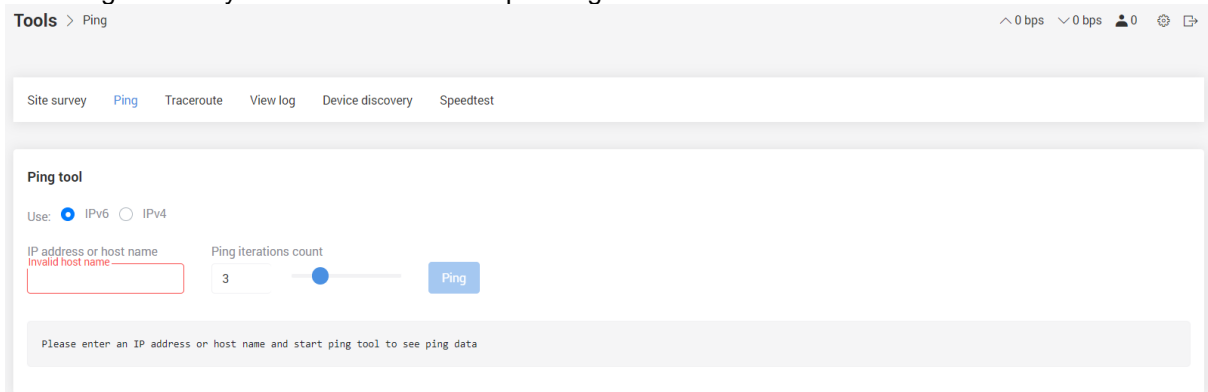 Tools > Ping 0 bps 0 bps 0
Site survey Ping Traceroute View log Device discovery Speedtest
Ping tool
Use: IPv6 IPv4
IP address or host name Ping iterations count
Invalid host name
3 Ping
Please enter an IP address or host name and start ping tool to see ping data